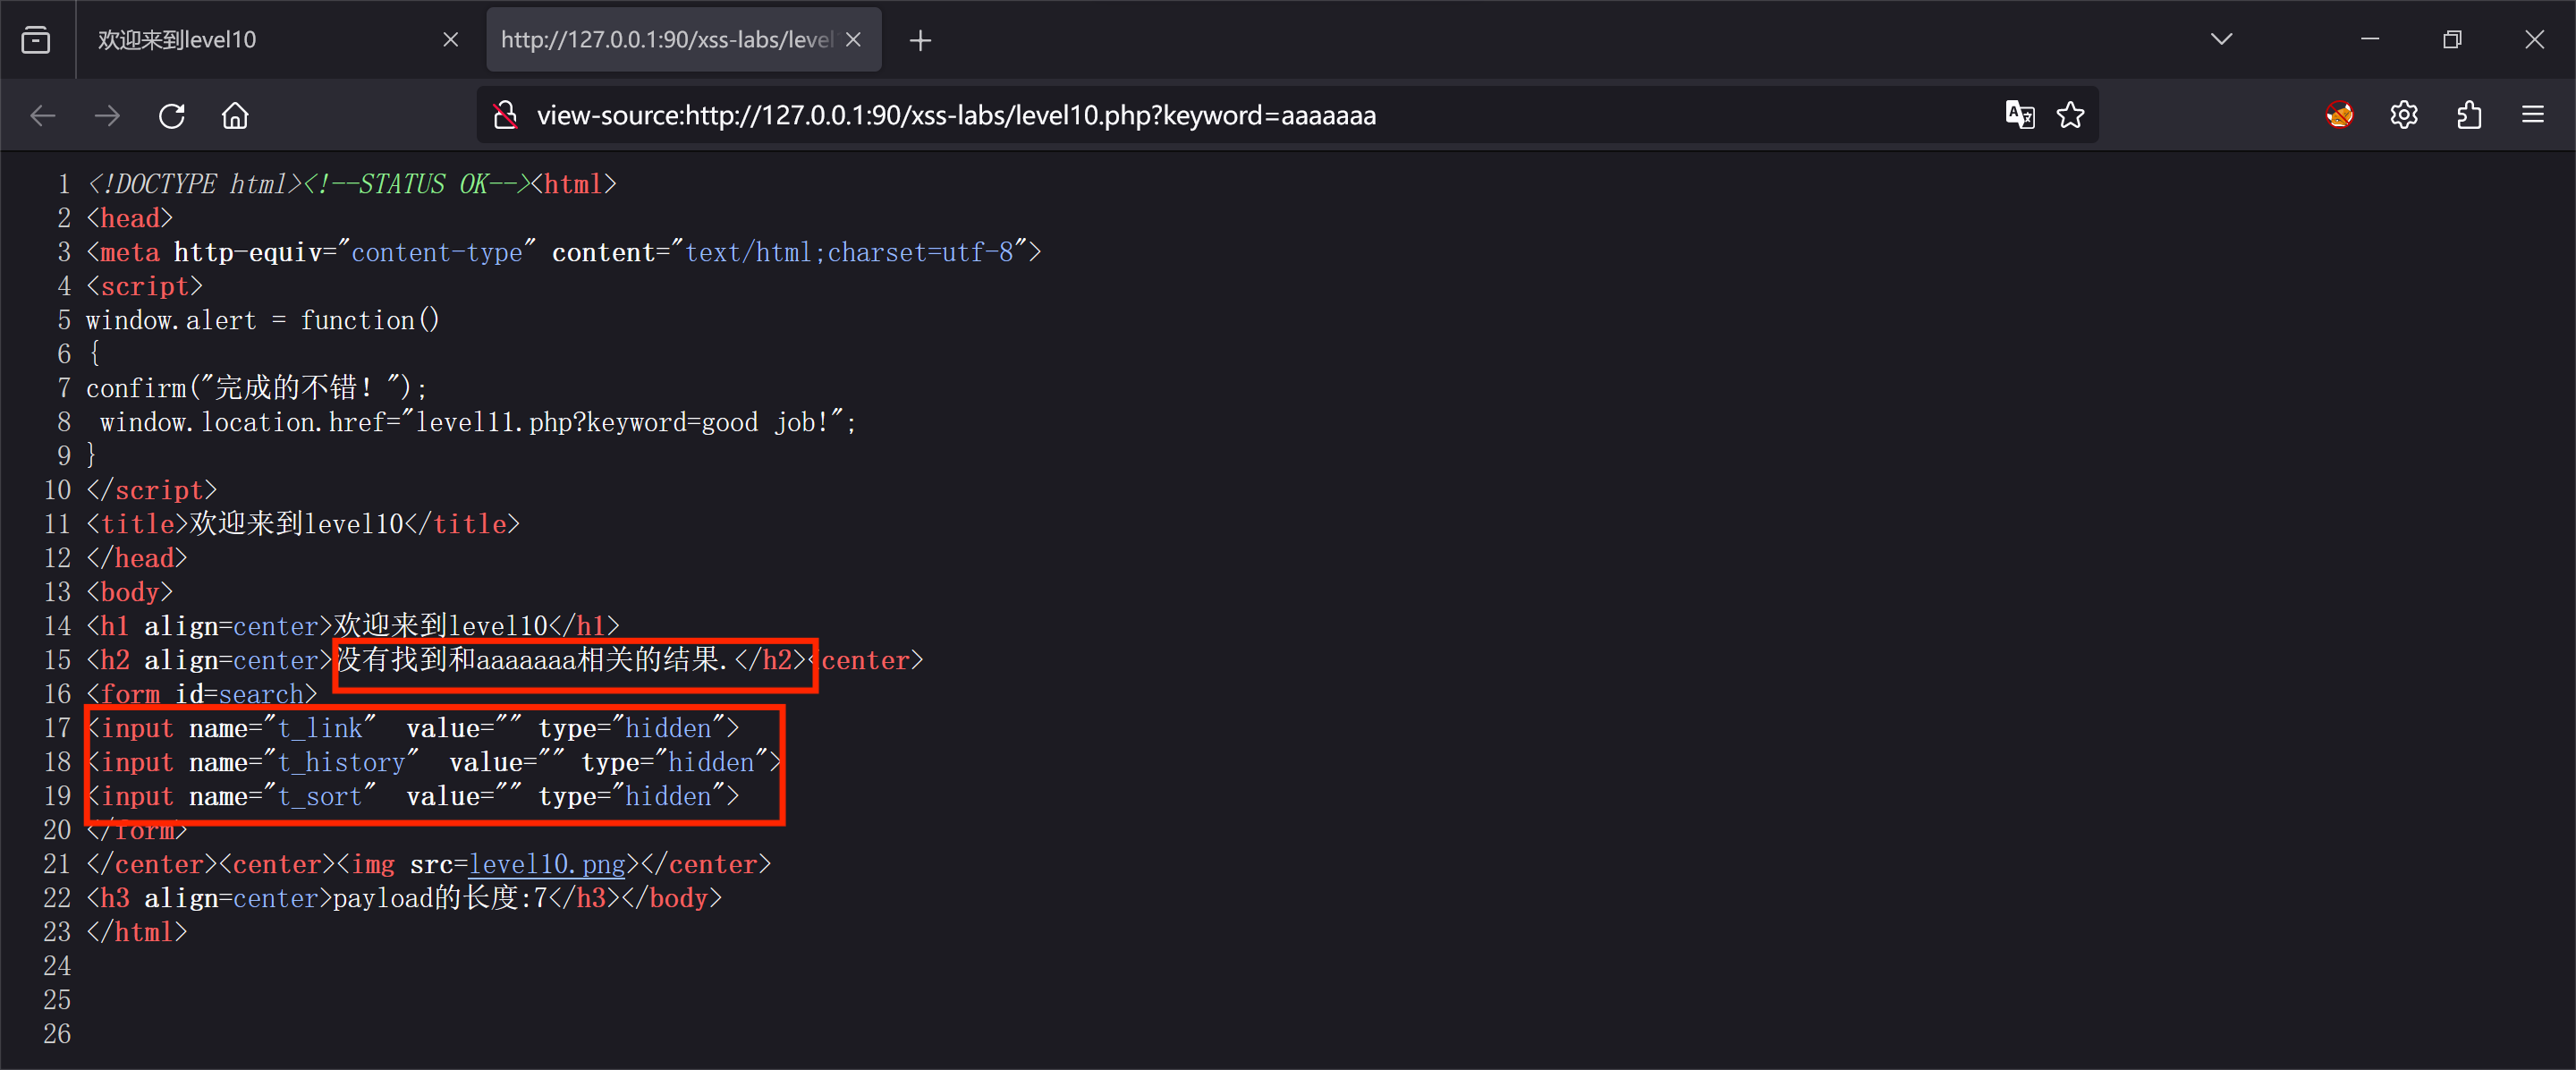 欢迎来到level10
http://127.0.0.1:90/xss-labs/level
view-source:http://127.0.0.1:90/xss-labs/level10.php?keyword=aaaaaaa
1 <!DOCTYPE html><!--STATUS OK--><html>
2 <head>
3 <meta http-equiv="content-type" content="text/html;charset=utf-8">
4 <script>
5 window.alert = function()
6 {
7 confirm("完成的不错！");
8  window.location.href="level11.php?keyword=good job!";
9 }
10 </script>
11 <title>欢迎来到level10</title>
12 </head>
13 <body>
14 <h1 align=center>欢迎来到level10</h1>
15 <h2 align=center>没有找到和aaaaaaa相关的结果.</h2><center>
16 <form id=search>
17 <input name="t_link"  value="" type="hidden">
18 <input name="t_history"  value="" type="hidden">
19 <input name="t_sort"  value="" type="hidden">
20 </form>
21 </center><center><img src=level10.png></center>
22 <h3 align=center>payload的长度:7</h3></body>
23 </html>
24
25
26